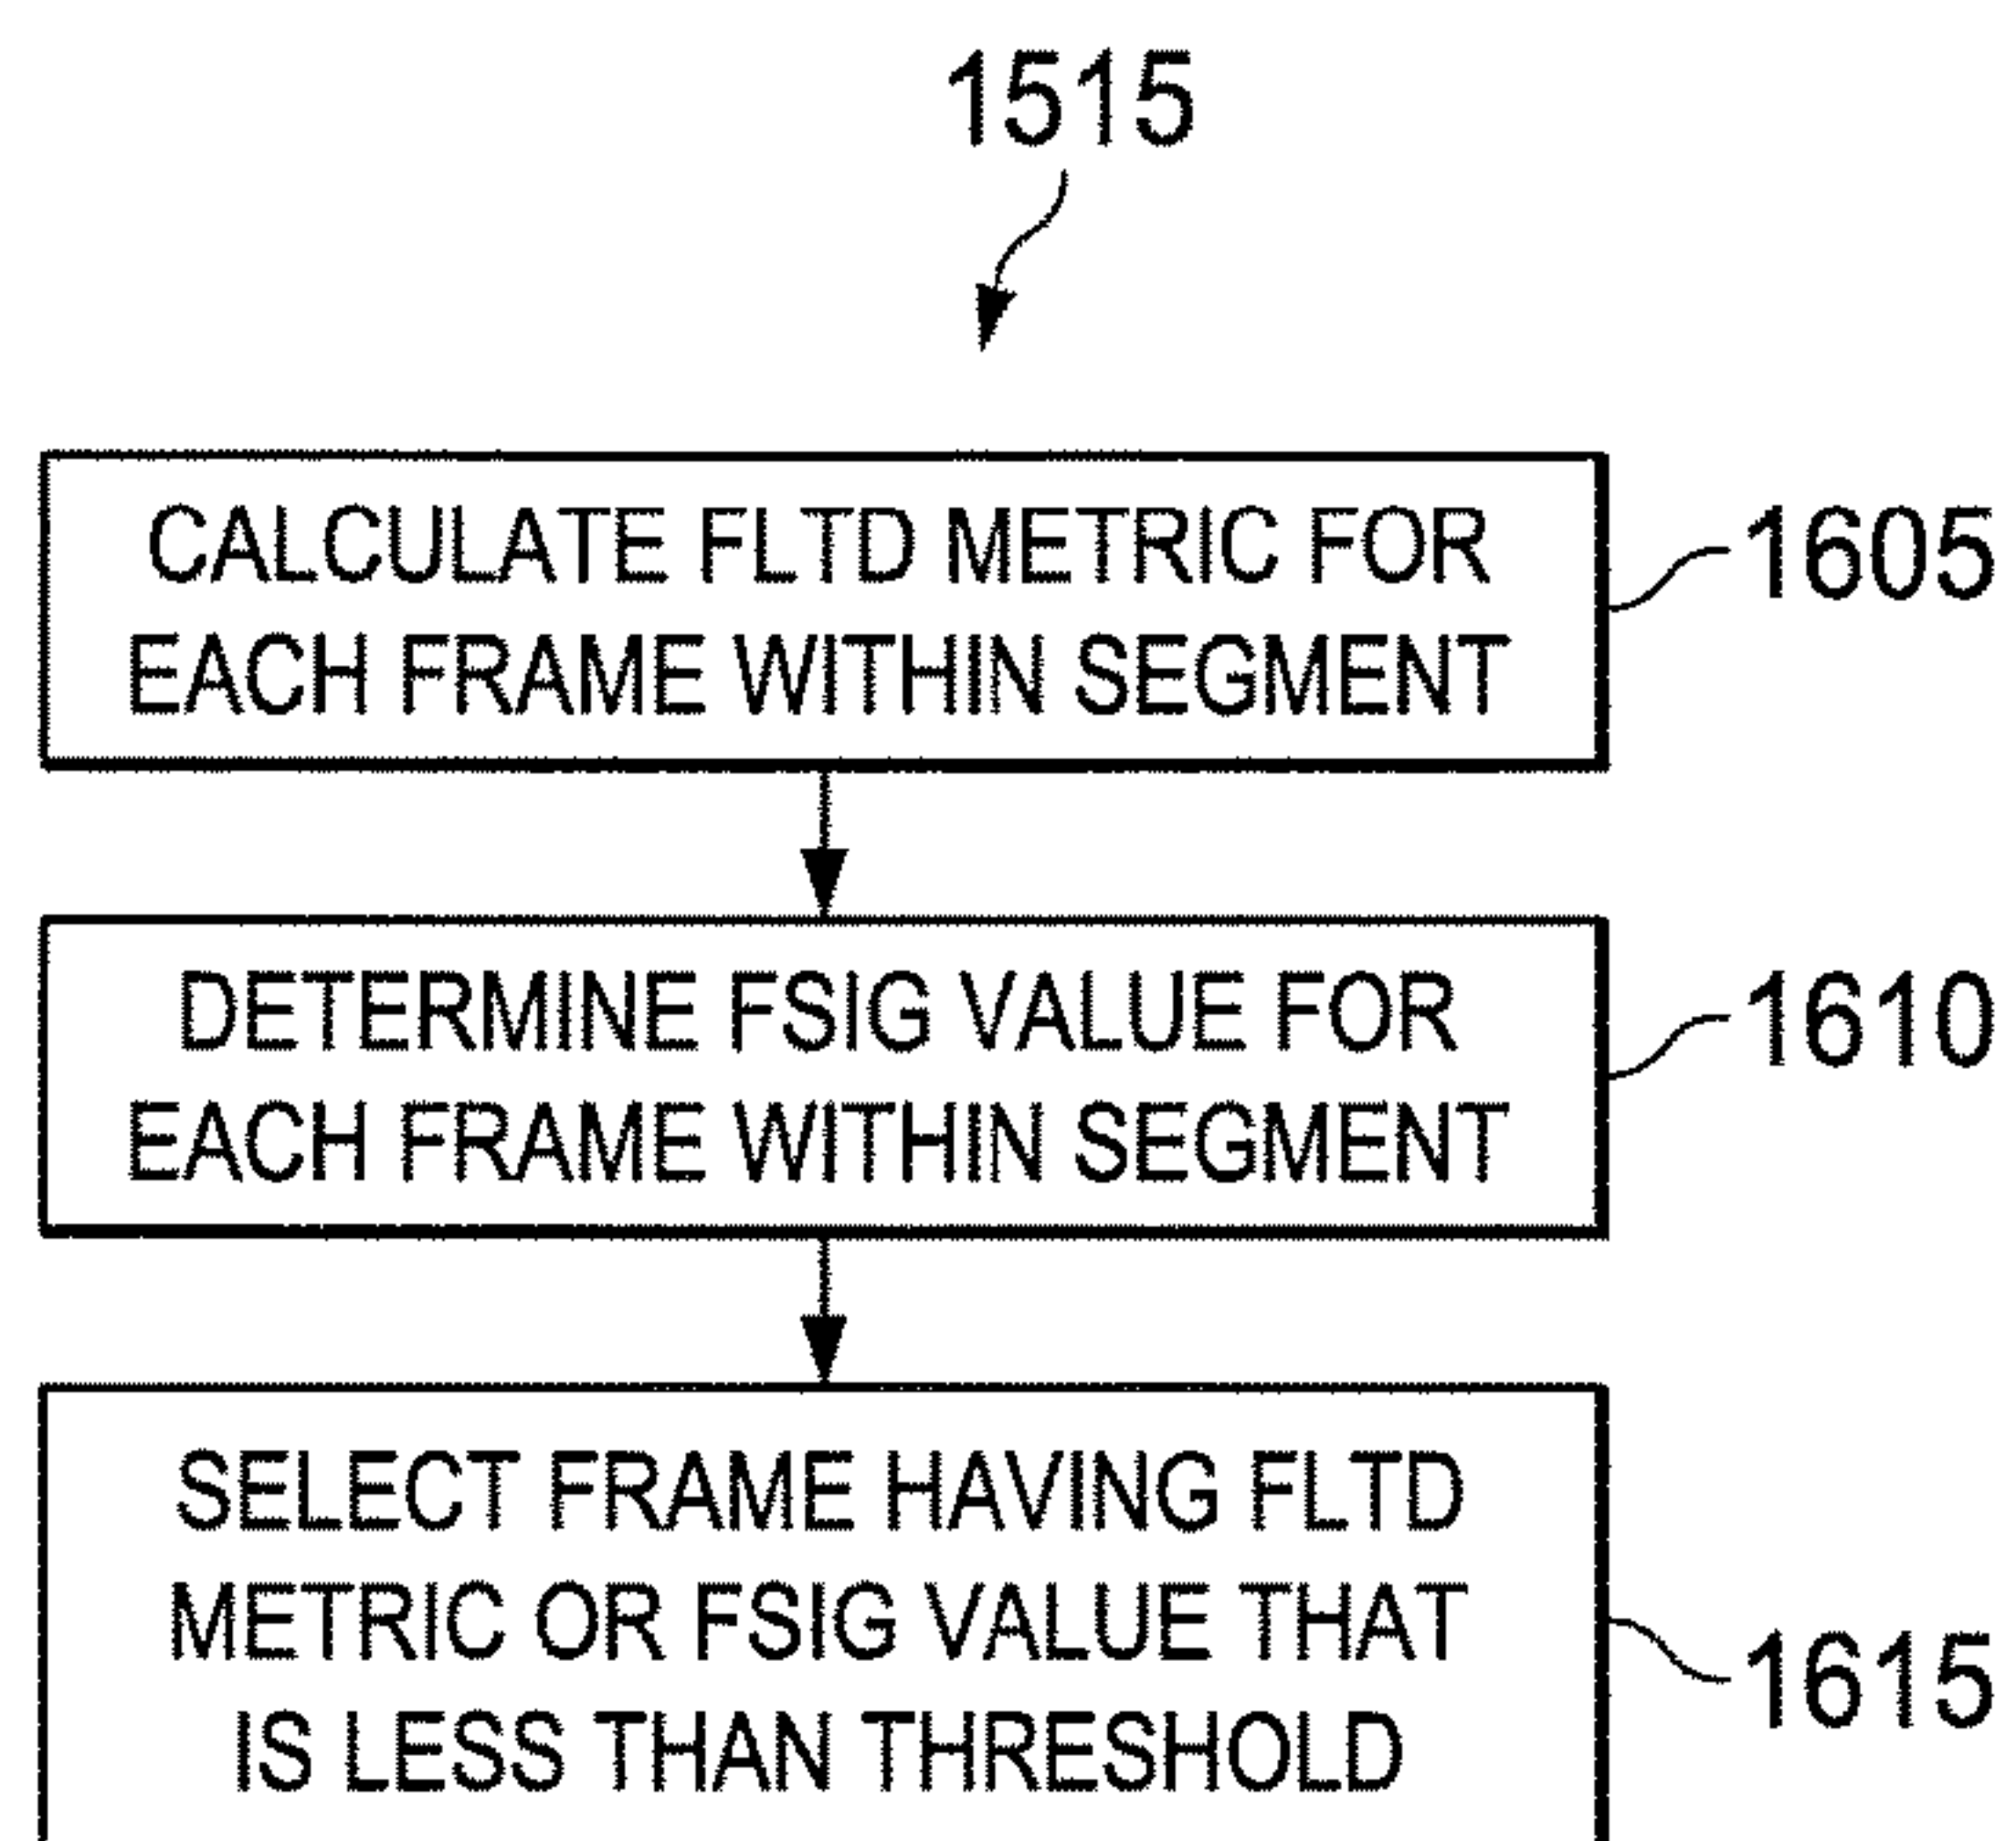 1515
CALCULATE FLTD METRIC FOR
EACH FRAME WITHIN SEGMENT
1605
DETERMINE FSIG VALUE FOR
EACH FRAME WITHIN SEGMENT
1610
SELECT FRAME HAVING FLTD
METRIC OR FSIG VALUE THAT
IS LESS THAN THRESHOLD
1615